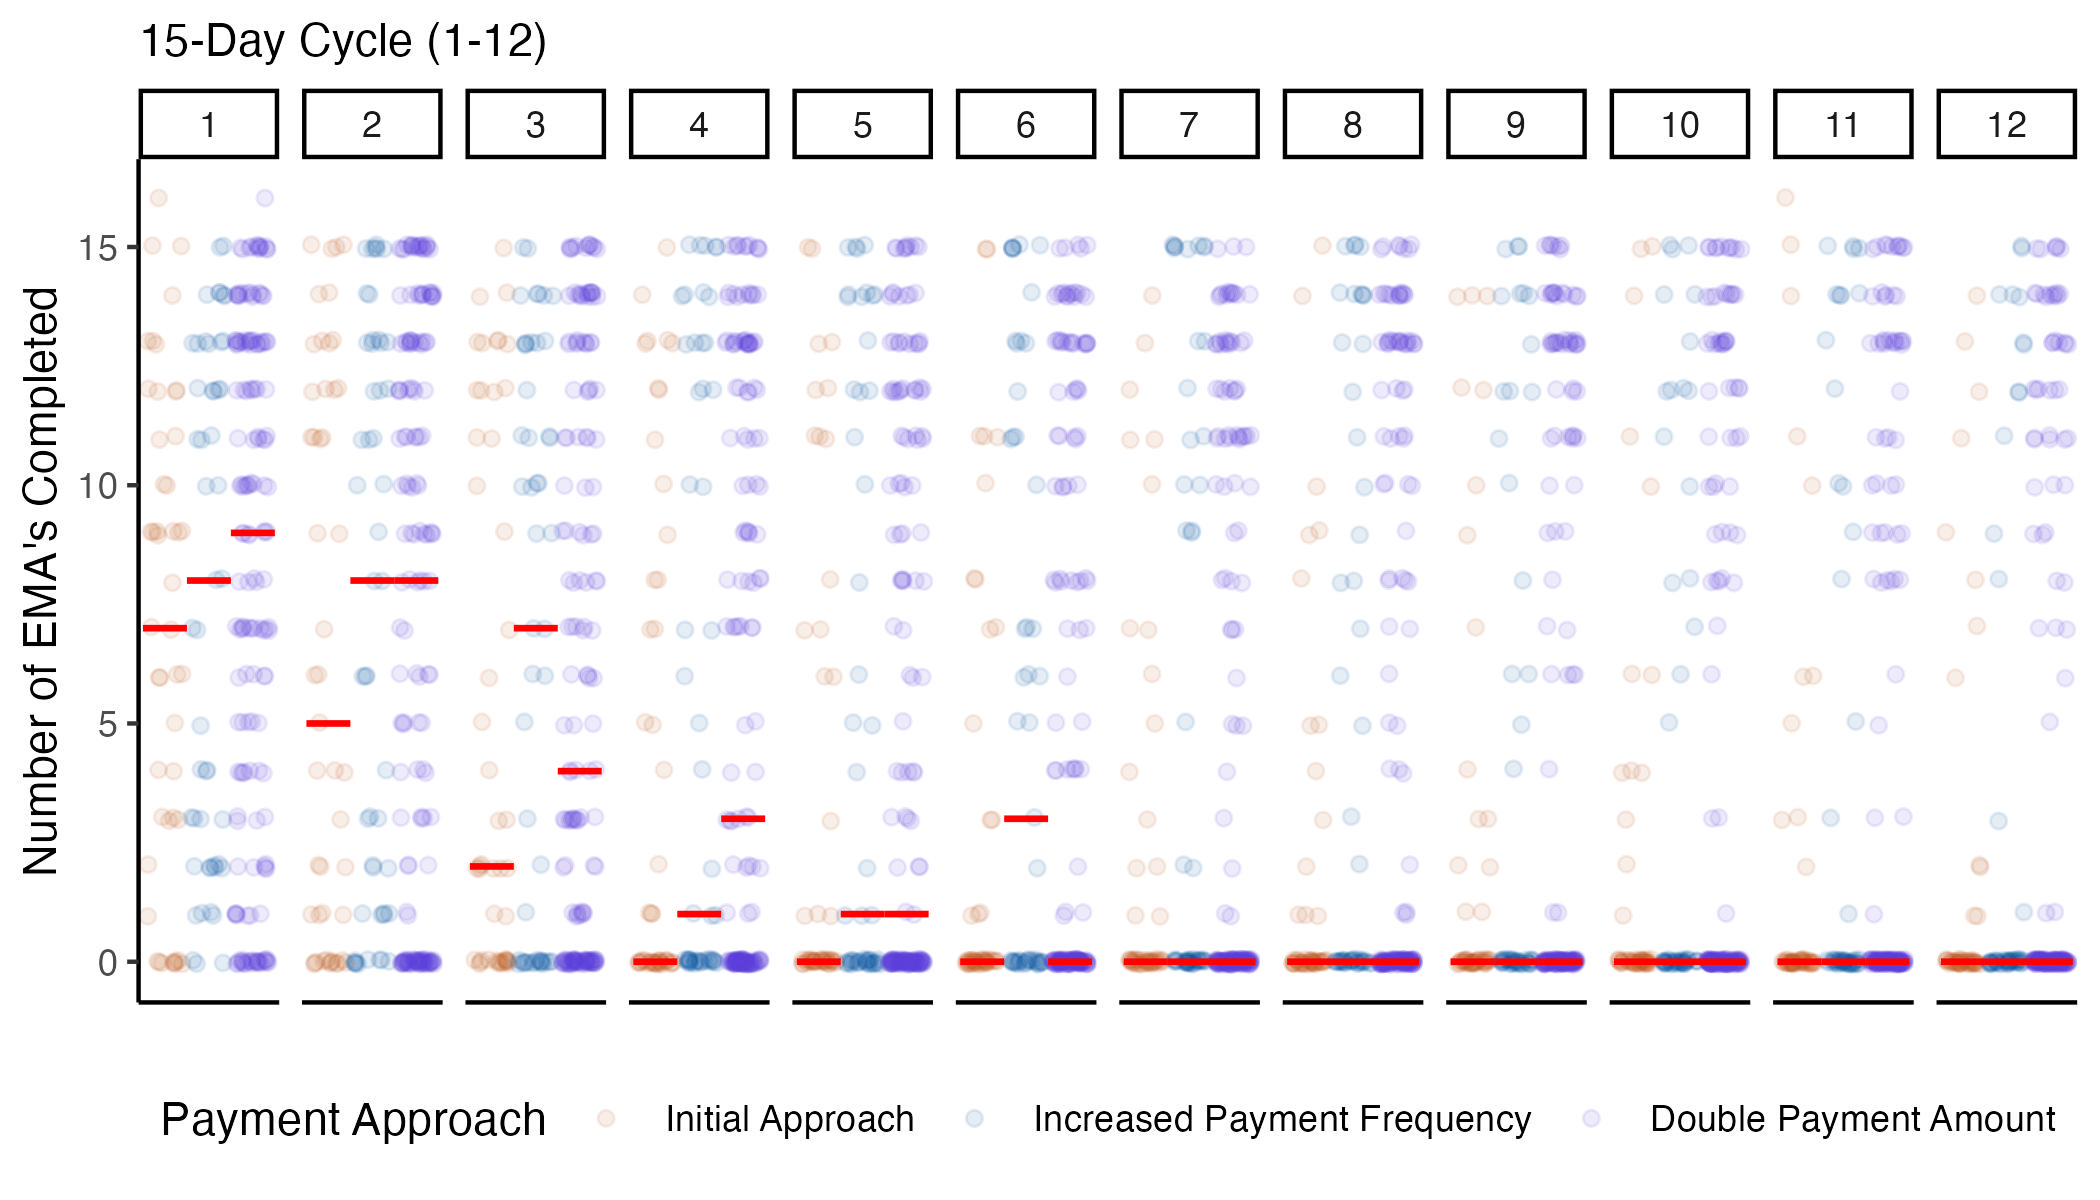 15-Day Cycle (1-12)
1 2 3 4 5 6 7 8 9 10 11 12
Number of EMA's Completed
15
10
5
0
Payment Approach Initial Approach Increased Payment Frequency Double Payment Amount